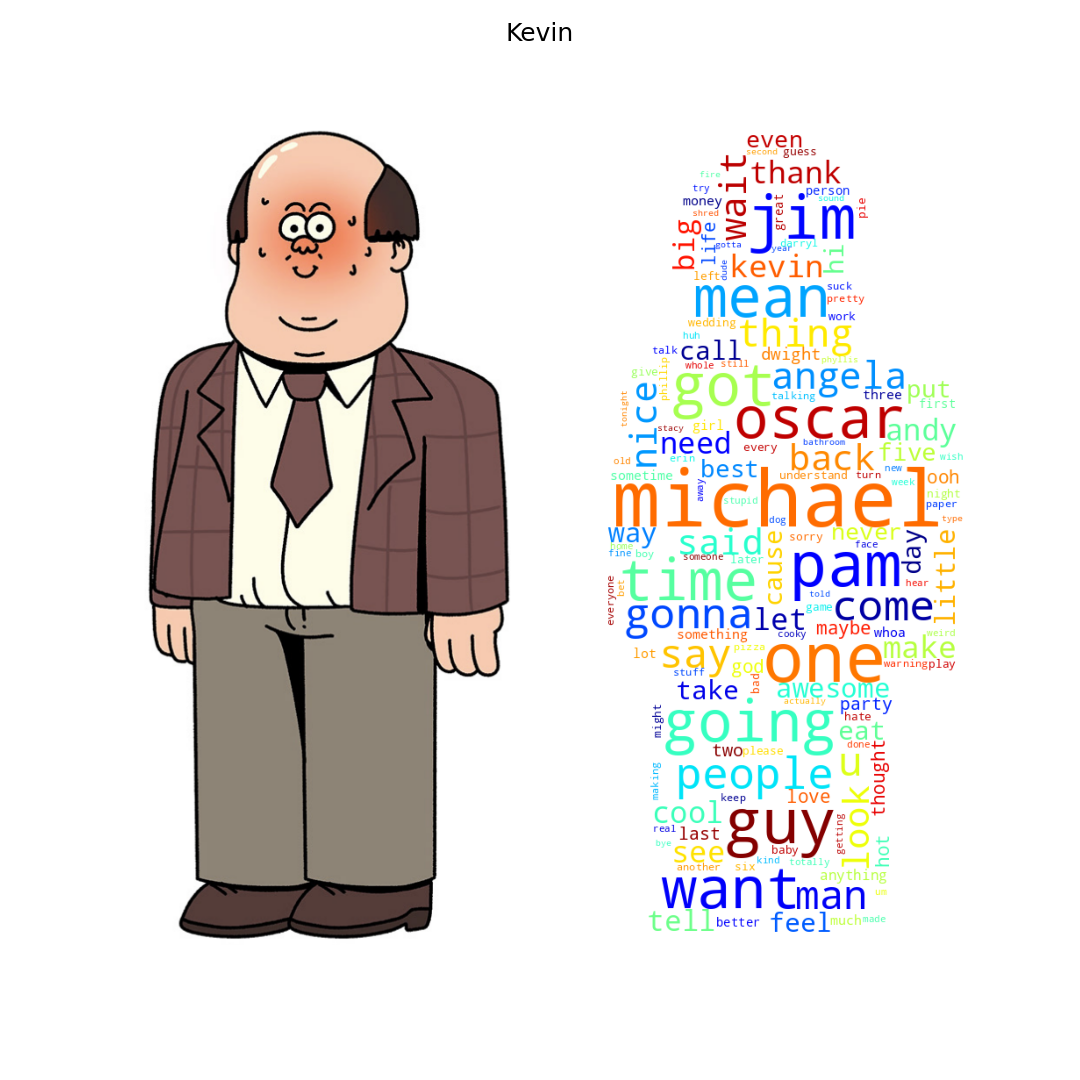 Kevin
even
second guess
thank
wait
fire
try
person
sound
money
great
pie
shred
jim
big
life
gotta
year
darryl
hi
kevin
left
dude
suck
mean
pretty
work
wedding
thing
huh
talk
call
dwight
phyllis
whole
still
give
phillip
got
angela
nice
talking
three
put
first
tonight
oscar
stacy
girl
andy
need
every
bathroom
back
five
wish
old
erin
best
new
sometime
understand
turn
week
ooh
away
michael
night
stupid
paper
dog
type
way
said
cause
sorry
never
day
little
home
fine
boy
someone
later
face
time
pam
everyone
bet
told
hear
gonna
let
game
come
something
cooky
maybe
whoa
weird
lot
say
pizza
god
one
make
warning
play
stuff
take
bad
awesome
actually
party
might
going
hate
eat
two
please
done
u
thought
making
people
keep
love
look
cool
guy
getting
real
last
bye
see
baby
hot
kind
totally
another
six
anything
want
man
um
tell
better
feel
much
made